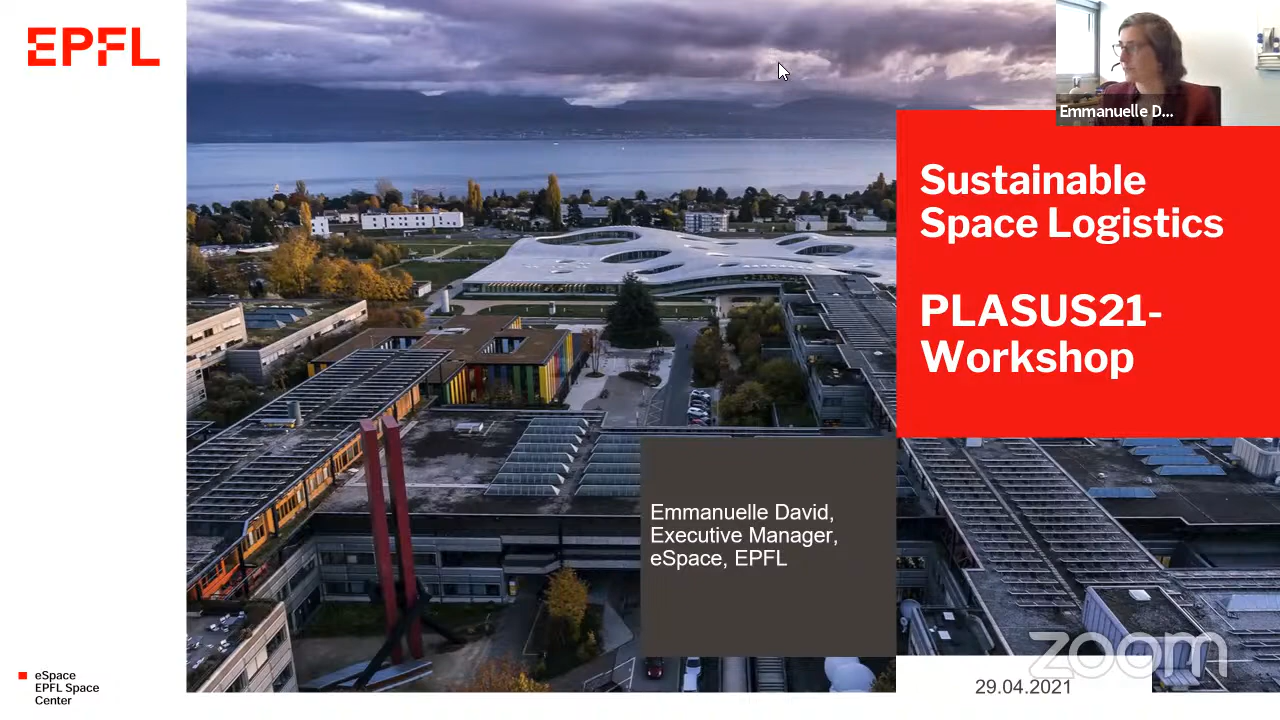 EPFL
Emmanuelle D...
Sustainable
Space Logistics
PLASUS21-
Workshop
Emmanuelle David,
Executive Manager,
eSpace, EPFL
eSpace
EPFL Space
Center
zoom
29.04.2021